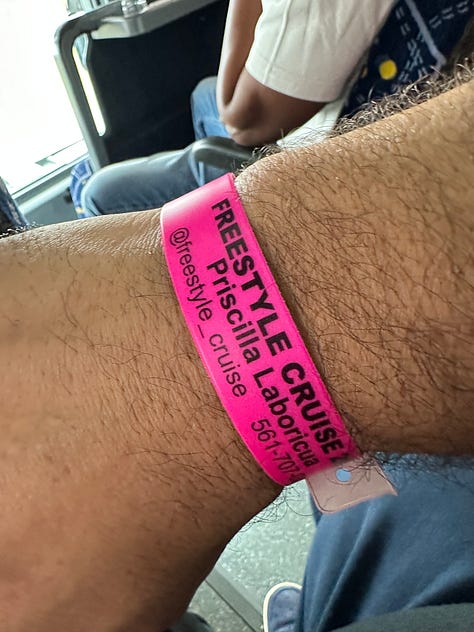 FREESTYLE CRUISE
Priscilla Laboricua
@freestyle_cruise 561-707-